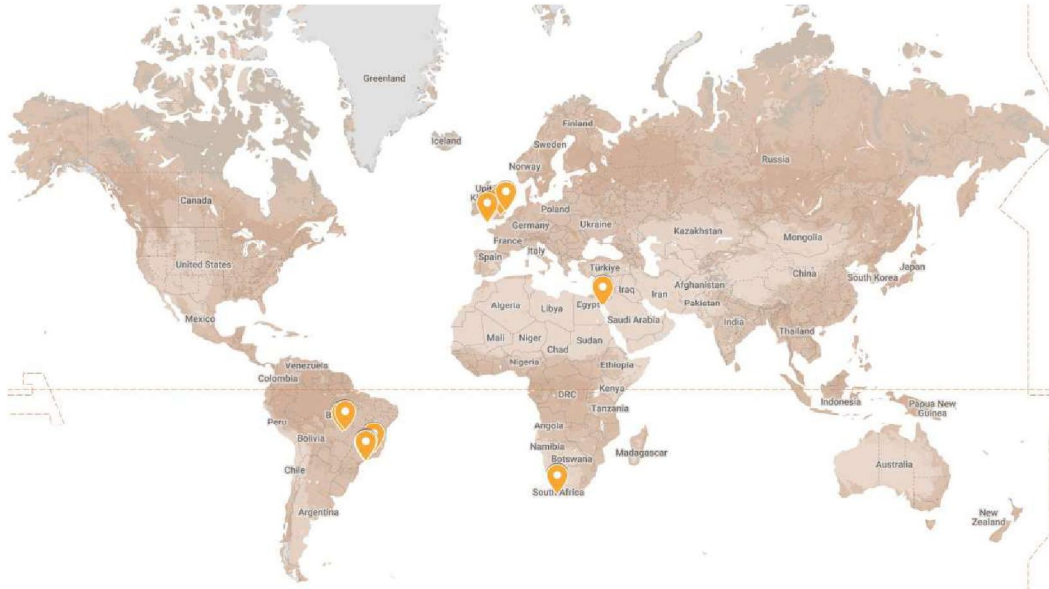 Greenland
Iceland
Finland
Sweden
Norway
Russia
Canada
Poland
Germany
Ukraine
France
Kazakhstan
Mongolia
Italy
Spain
United States
Türkiye
China
South Korea
Japan
Afghanistan
Iraq
Iran
Pakistan
Algeria
Libya
Egypt
Saudi Arabia
India
Mexico
Mali
Niger
Chad
Sudan
Thailand
Nigeria
Ethiopia
Venezuela
Colombia
Kenya
DRC
Indonesia
Papua New
Guinea
Tanzania
Peru
Angola
Bolivia
Namibia
Madagascar
Botswana
Chile
Australia
South Africa
Argentina
New
Zealand